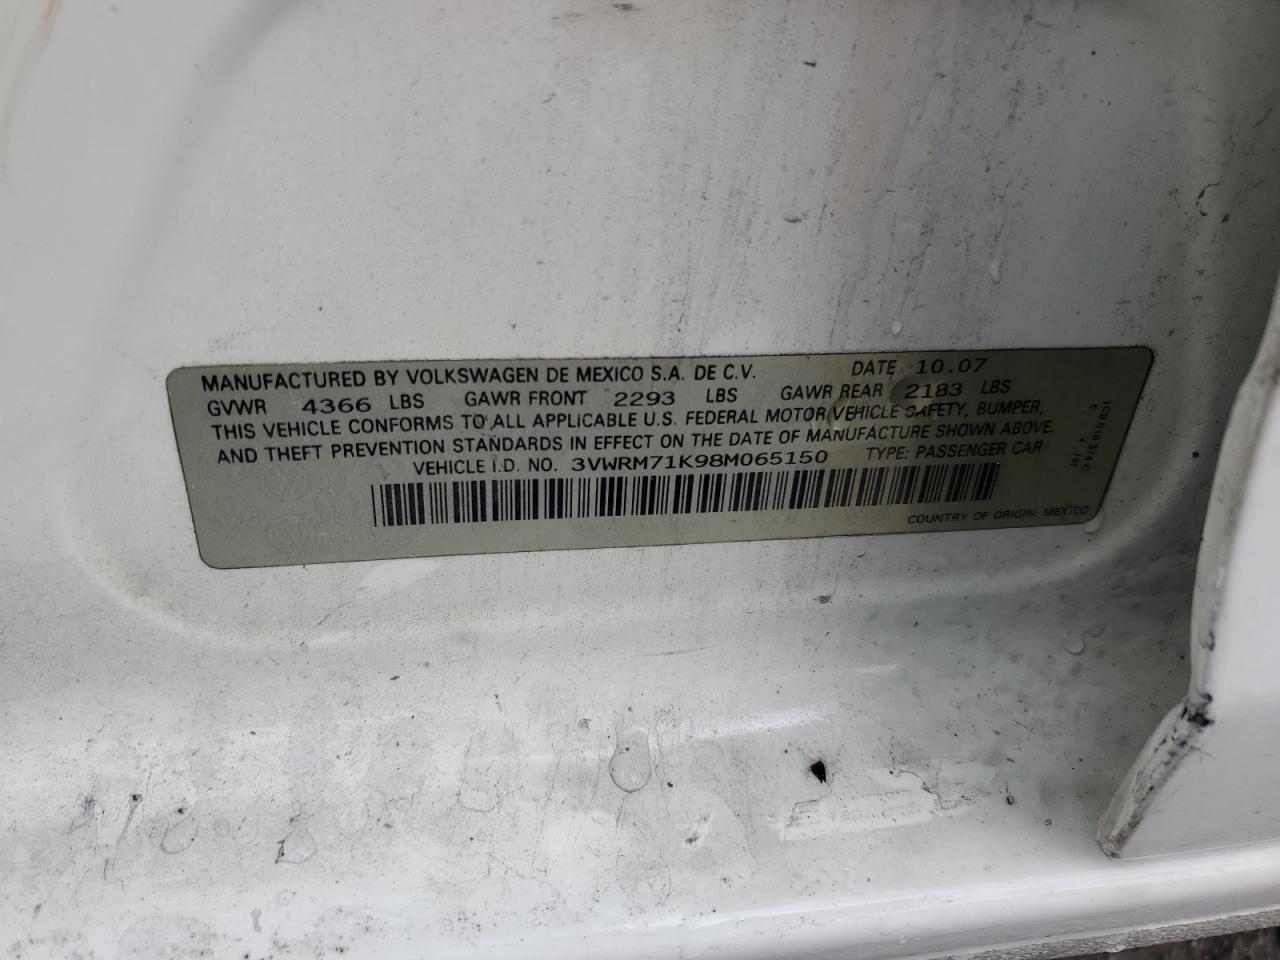 MANUFACTURED BY VOLKSWAGEN DE MEXICO S.A. DE C.V. DATE 10.07
GVWR 4366 LBS GAWR FRONT 2293 LBS GAWR REAR 2183 LBS
THIS VEHICLE CONFORMS TO ALL APPLICABLE U.S. FEDERAL MOTOR VEHICLE SAFETY, BUMPER,
AND THEFT PREVENTION STANDARDS IN EFFECT ON THE DATE OF MANUFACTURE SHOWN ABOVE.
VEHICLE I.D. NO. 3VWRM71K98M065150 TYPE: PASSENGER CAR
COUNTRY OF ORIGIN: MEXICO